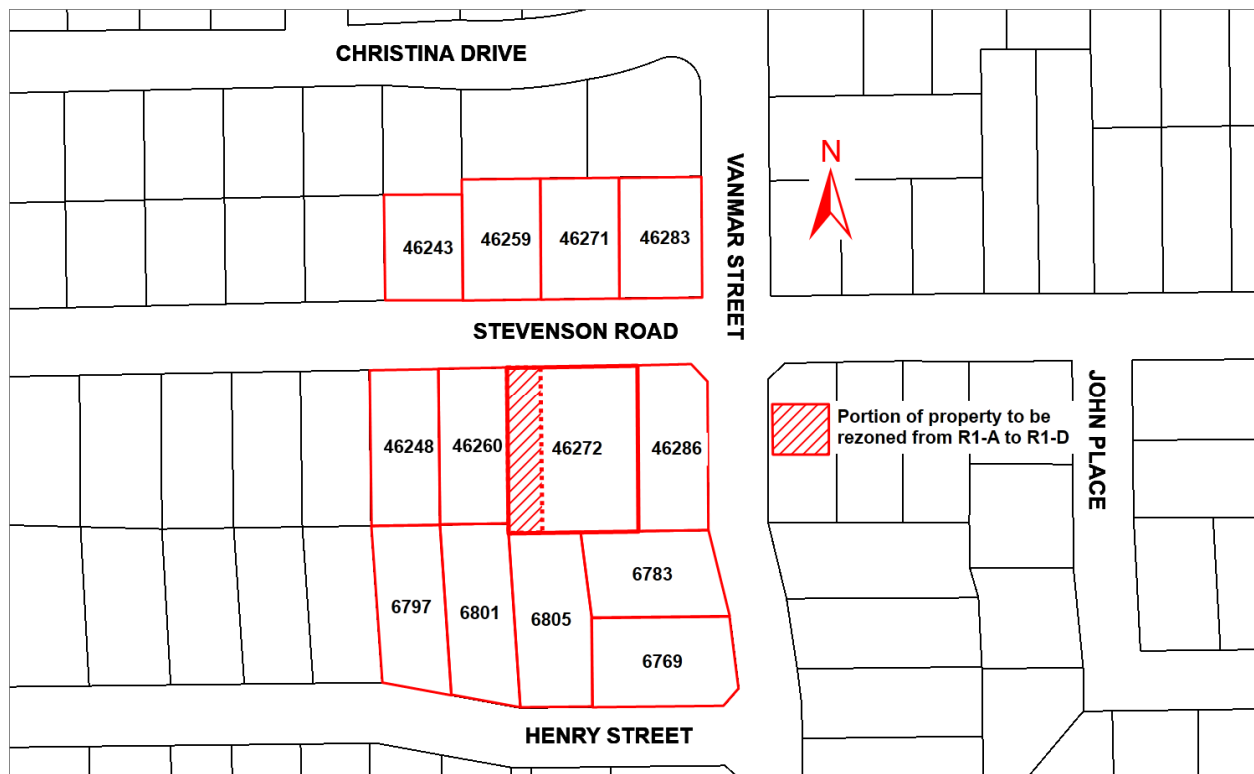 CHRISTINA DRIVE
N
VANMAR STREET
46243
46259
46271
46283
STEVENSON ROAD
JOHN PLACE
Portion of property to be
rezoned from R1-A to R1-D
46248
46260
46272
46286
6783
6797
6801
6805
6769
HENRY STREET